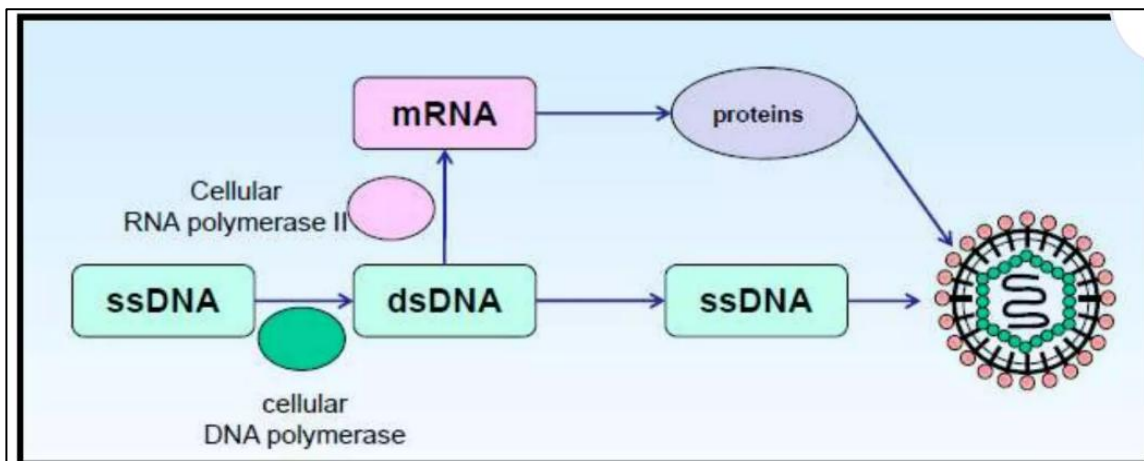 mRNA
proteins
Cellular
RNA polymerase II
ssDNA
dsDNA
ssDNA
cellular
DNA polymerase